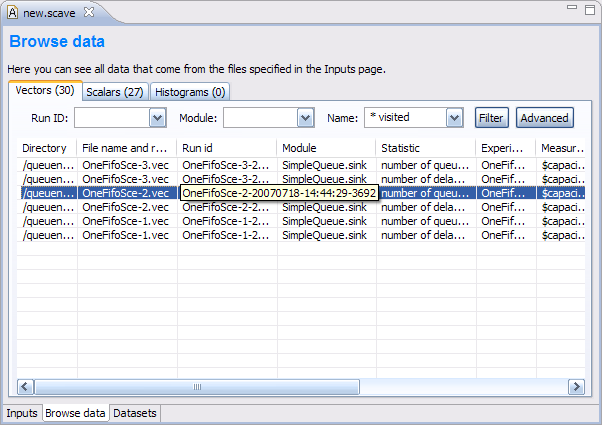 new.scave
Browse data
Here you can see all data that come from the files specified in the Inputs page.
Vectors (30) Scalars (27) Histograms (0)
Run ID: Module: Name: * visited Filter Advanced
Directory File name and r... Run id Module Statistic Experi... Measur...
/queuen... OneFifoSce-3.vec OneFifoSce-3-2... SimpleQueue.sink number of queu... OneFif... $capaci...
/queuen... OneFifoSce-3.vec OneFifoSce-3-2... SimpleQueue.sink number of dela... OneFif... $capaci...
/queuen... OneFifoSce-2.vec OneFifoSce-2-20070718-14:44:29-3692 number of queu... OneFif... $capaci...
/queuen... OneFifoSce-2.vec OneFifoSce-2-2... SimpleQueue.sink number of dela... OneFif... $capaci...
/queuen... OneFifoSce-1.vec OneFifoSce-1-2... SimpleQueue.sink number of queu... OneFif... $capaci...
/queuen... OneFifoSce-1.vec OneFifoSce-1-2... SimpleQueue.sink number of dela... OneFif... $capaci...
Inputs Browse data Datasets